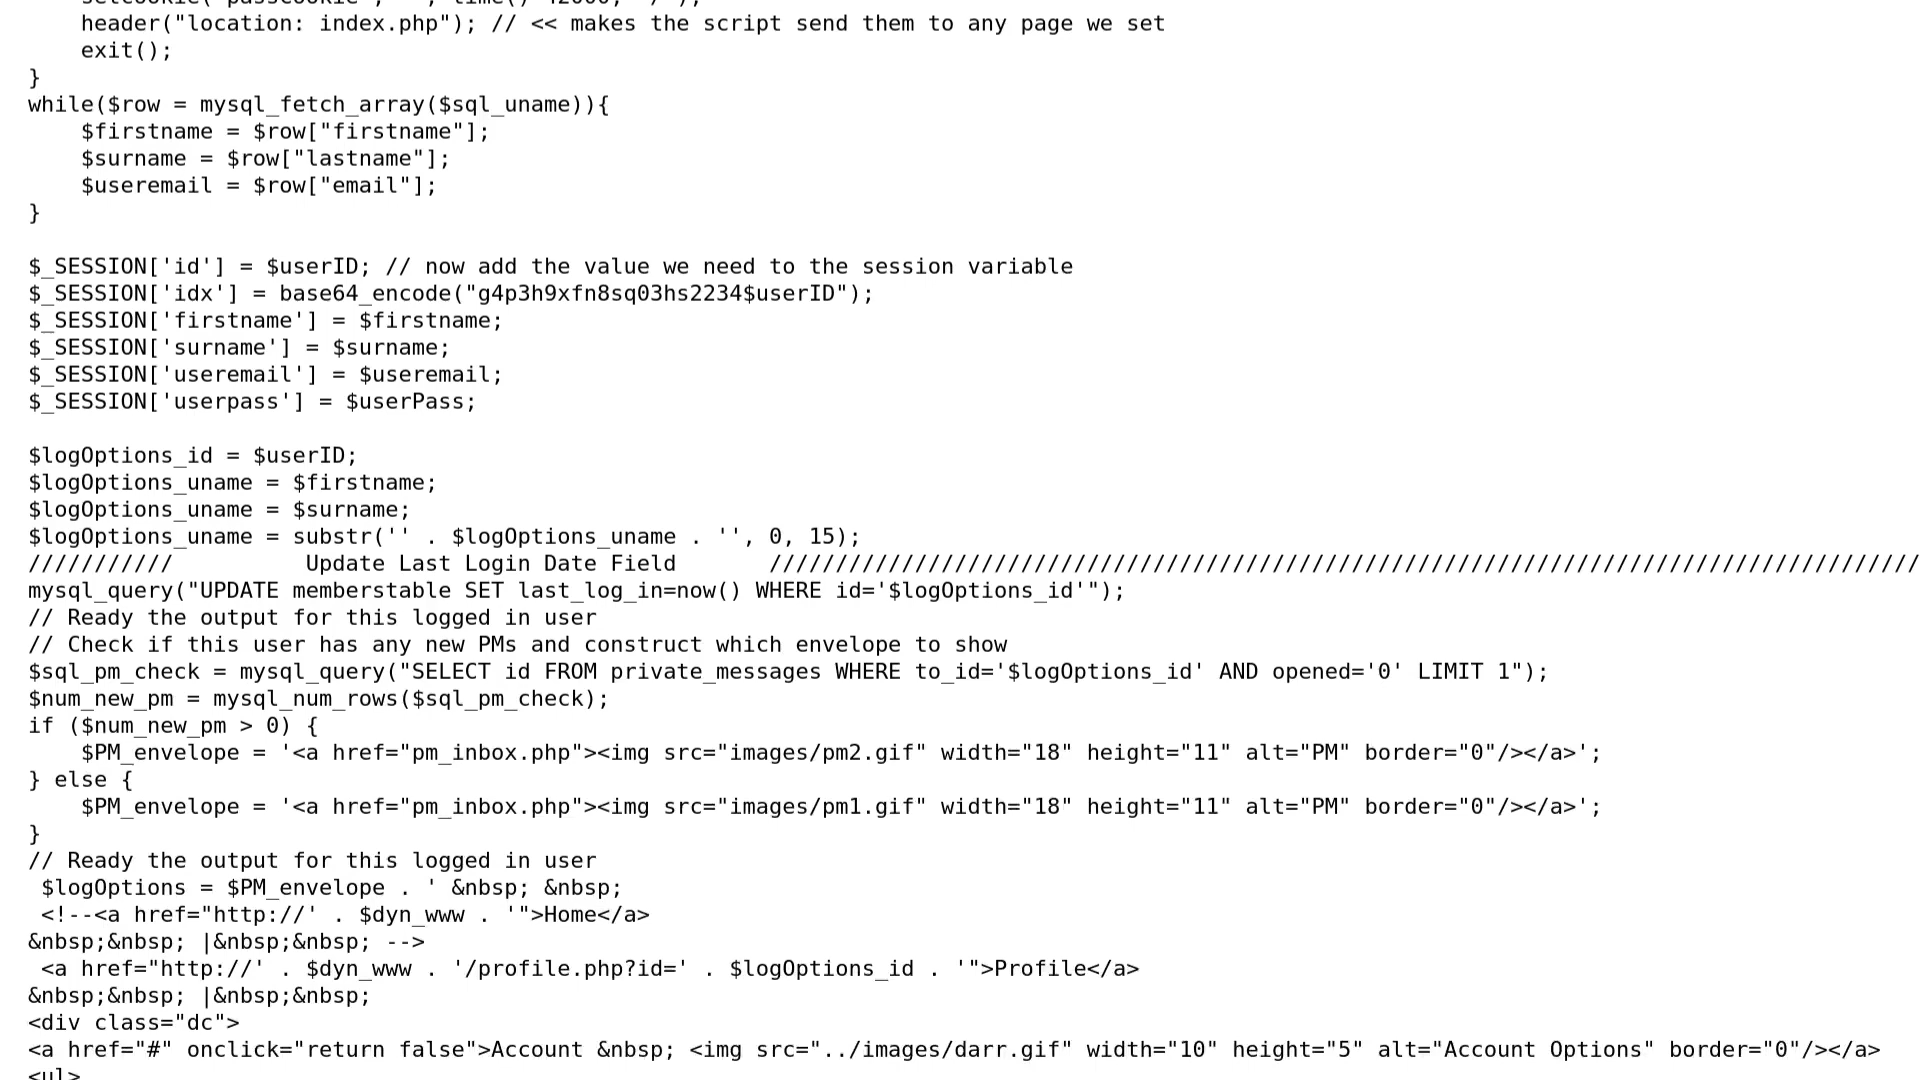 setcookie("passCookie", '', time()-42000, '/');
    header("location: index.php"); // << makes the script send them to any page we set
    exit();
}
while($row = mysql_fetch_array($sql_uname)){
    $firstname = $row["firstname"];
    $surname = $row["lastname"];
    $useremail = $row["email"];
}

$_SESSION['id'] = $userID; // now add the value we need to the session variable
$_SESSION['idx'] = base64_encode("g4p3h9xfn8sq03hs2234$userID");
$_SESSION['firstname'] = $firstname;
$_SESSION['surname'] = $surname;
$_SESSION['useremail'] = $useremail;
$_SESSION['userpass'] = $userPass;

$logOptions_id = $userID;
$logOptions_uname = $firstname;
$logOptions_uname = $surname;
$logOptions_uname = substr('' . $logOptions_uname . '', 0, 15);
///////////          Update Last Login Date Field       ///////////////////////////////////////////////////////////////////////////////////////
mysql_query("UPDATE memberstable SET last_log_in=now() WHERE id='$logOptions_id'");
// Ready the output for this logged in user
// Check if this user has any new PMs and construct which envelope to show
$sql_pm_check = mysql_query("SELECT id FROM private_messages WHERE to_id='$logOptions_id' AND opened='0' LIMIT 1");
$num_new_pm = mysql_num_rows($sql_pm_check);
if ($num_new_pm > 0) {
    $PM_envelope = '<a href="pm_inbox.php"><img src="images/pm2.gif" width="18" height="11" alt="PM" border="0"/></a>';
} else {
    $PM_envelope = '<a href="pm_inbox.php"><img src="images/pm1.gif" width="18" height="11" alt="PM" border="0"/></a>';
}
// Ready the output for this logged in user
 $logOptions = $PM_envelope . ' &nbsp; &nbsp;
 <!--<a href="http://' . $dyn_www . '">Home</a>
&nbsp;&nbsp; |&nbsp;&nbsp; -->
 <a href="http://' . $dyn_www . '/profile.php?id=' . $logOptions_id . '">Profile</a>
&nbsp;&nbsp; |&nbsp;&nbsp;
<div class="dc">
<a href="#" onclick="return false">Account &nbsp; <img src="../images/darr.gif" width="10" height="5" alt="Account Options" border="0"/></a>
<ul>